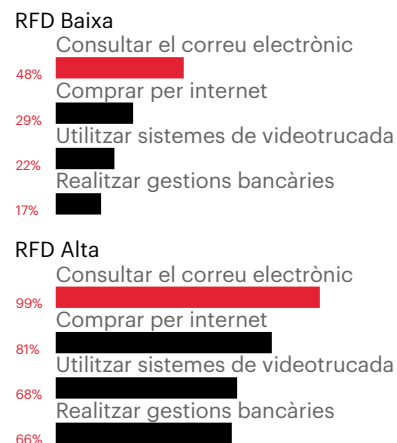 RFD Baixa
Consultar el correu electrònic
48%
Comprar per internet
29%
Utilitzar sistemes de videotrucada
22%
Realitzar gestions bancàries
17%
RFD Alta
Consultar el correu electrònic
99%
Comprar per internet
81%
Utilitzar sistemes de videotrucada
68%
Realitzar gestions bancàries
66%